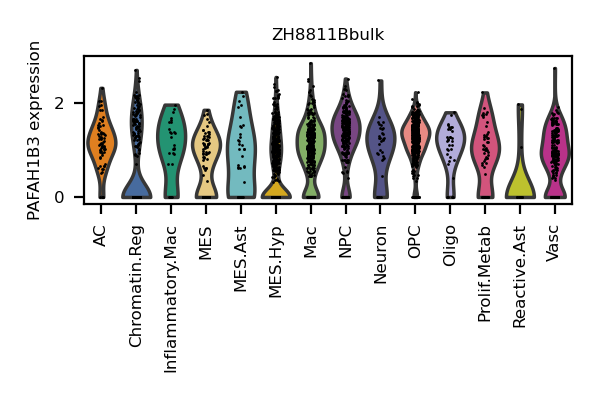 ZH8811Bbulk
PAFAH1B3 expression
2
0
AC
Chromatin.Reg
Inflammatory.Mac
MES
MES.Ast
MES.Hyp
Mac
NPC
Neuron
OPC
Oligo
Prolif.Metab
Reactive.Ast
Vasc